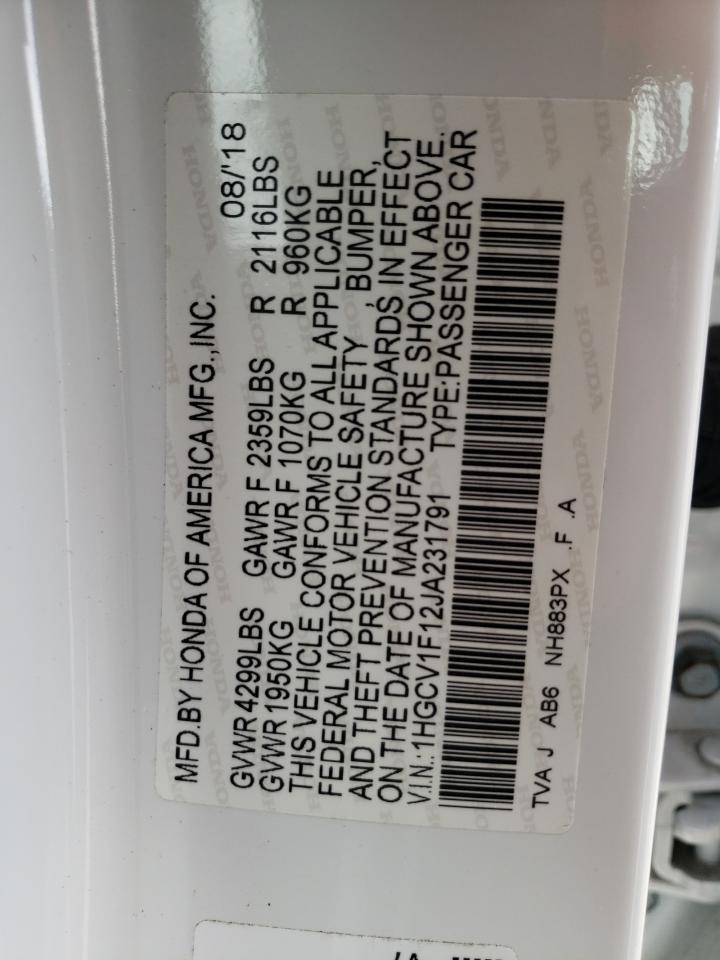 MFD.BY HONDA OF AMERICA MFG.,INC. 08/'18
GVWR 4299LBS GAWR F 2359LBS R 2116LBS
GVWR 1950KG GAWR F 1070KG R 960KG
THIS VEHICLE CONFORMS TO ALL APPLICABLE
FEDERAL MOTOR VEHICLE SAFETY , BUMPER,
AND THEFT PREVENTION STANDARDS IN EFFECT
ON THE DATE OF MANUFACTURE SHOWN ABOVE.
V.I.N.:1HGCV1F12JA231791 TYPE:PASSENGER CAR
TVA J AB6 NH883PX .F .A